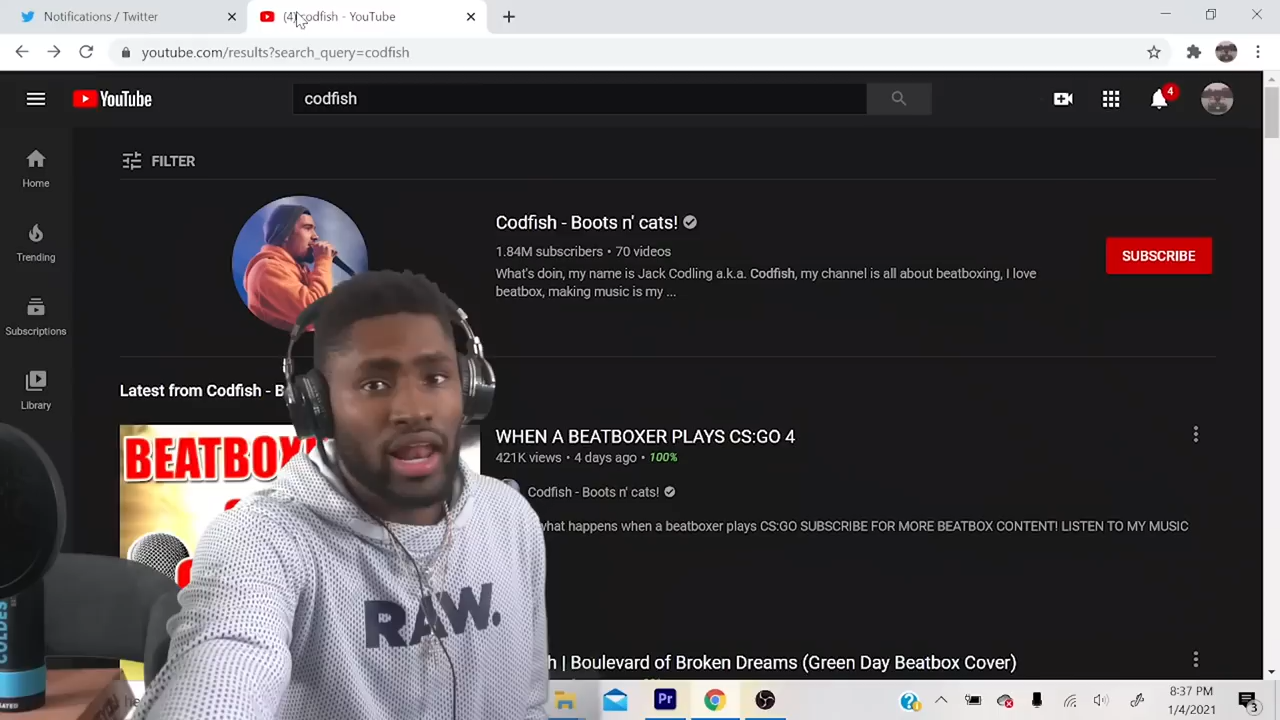 Notifications / Twitter
(4) codfish - YouTube
youtube.com/results?search_query=codfish
YouTube
codfish
4
FILTER
Home
Trending
Subscriptions
Library
Codfish - Boots n' cats!
1.84M subscribers • 70 videos
What's doin, my name is Jack Codling a.k.a. Codfish, my channel is all about beatboxing, I love
beatbox, making music is my ...
SUBSCRIBE
Latest from Codfish - B
BEATBOX
WHEN A BEATBOXER PLAYS CS:GO 4
421K views • 4 days ago • 100%
Codfish - Boots n' cats!
what happens when a beatboxer plays CS:GO SUBSCRIBE FOR MORE BEATBOX CONTENT! LISTEN TO MY MUSIC
RAW.
| Boulevard of Broken Dreams (Green Day Beatbox Cover)
Pr
8:37 PM
1/4/2021
3